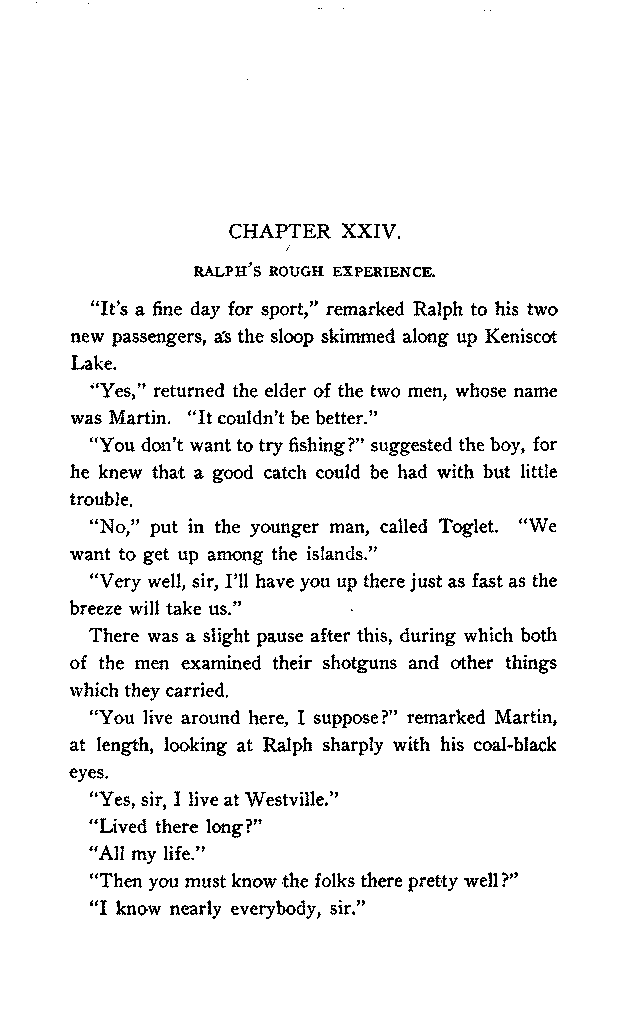 CHAPTER XXIV.
RALPH'S ROUGH EXPERIENCE.
"It's a fine day for sport," remarked Ralph to his two
new passengers, as the sloop skimmed along up Keniscot
Lake.
"Yes," returned the elder of the two men, whose name
was Martin. "It couldn't be better."
"You don't want to try fishing?" suggested the boy, for
he knew that a good catch could be had with but little
trouble.
"No," put in the younger man, called Toglet. "We
want to get up among the islands."
"Very well, sir, I'll have you up there just as fast as the
breeze will take us."
There was a slight pause after this, during which both
of the men examined their shotguns and other things
which they carried.
"You live around here, I suppose?" remarked Martin,
at length, looking at Ralph sharply with his coal-black
eyes.
"Yes, sir, I live at Westville."
"Lived there long?"
"All my life."
"Then you must know the folks there pretty well?"
"I know nearly everybody, sir."